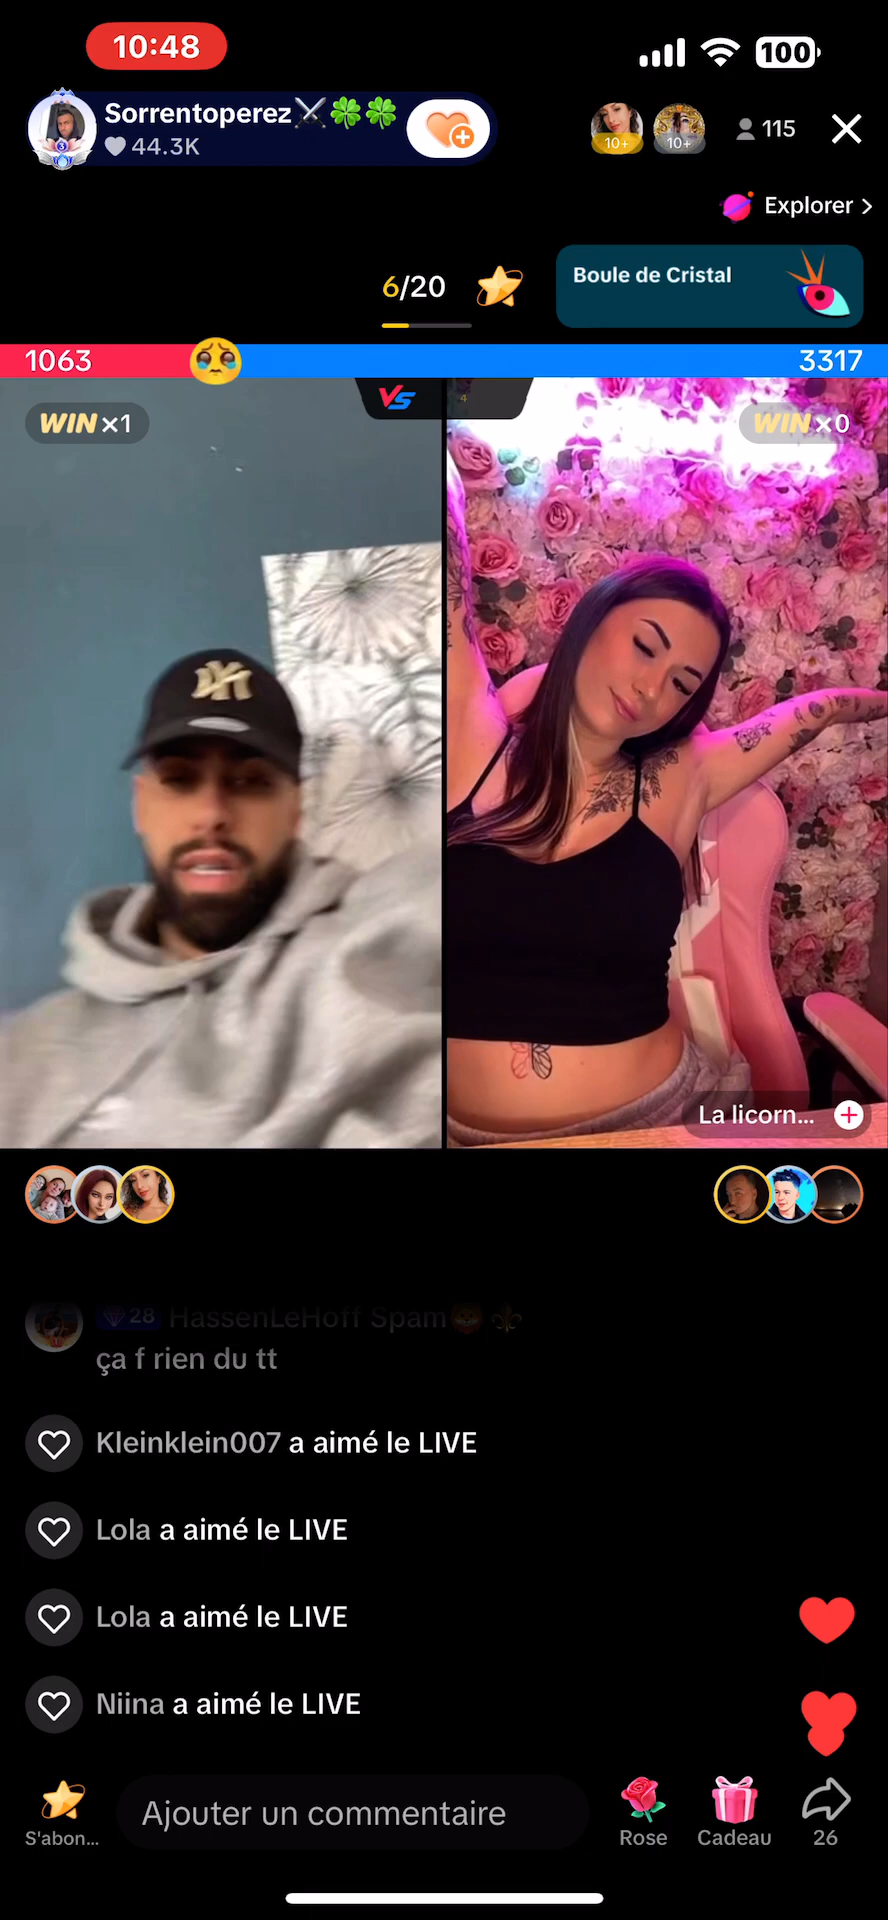 10:48
100
Sorrentoperez
44.3K
10+
10+
115
Explorer >
6/20
Boule de Cristal
1063
3317
WIN x1
VS
4
WIN x0
La licorn...
28 HassenLeHoff Spam
ça f rien du tt
Kleinklein007 a aimé le LIVE
Lola a aimé le LIVE
Lola a aimé le LIVE
Niina a aimé le LIVE
Ajouter un commentaire
S'abon...
Rose
Cadeau
26